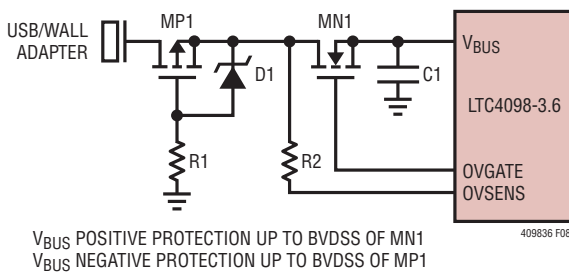 USB/WALL
ADAPTER
MP1
MN1
D1
C1
R1
R2
VBUS
LTC4098-3.6
OVGATE
OVSENS
409836 F08
VBUS POSITIVE PROTECTION UP TO BVDSS OF MN1
VBUS NEGATIVE PROTECTION UP TO BVDSS OF MP1